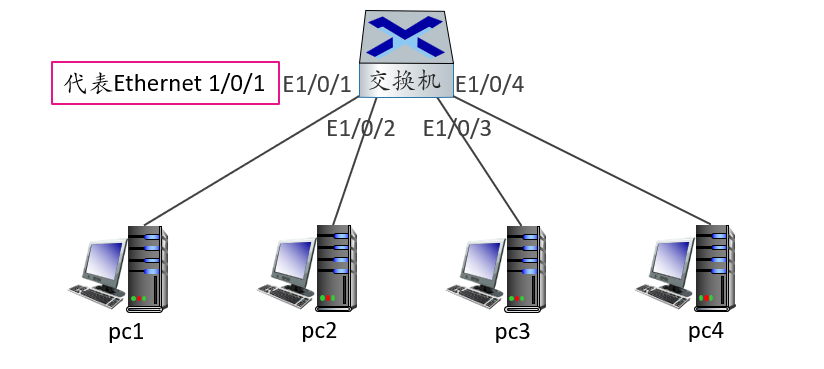 代表Ethernet 1/0/1
E1/0/1
交换机
E1/0/4
E1/0/2
E1/0/3
pc1
pc2
pc3
pc4